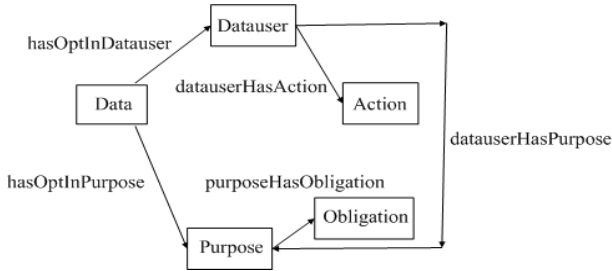 Datauser
hasOptInDatauser
datauserHasAction
Data
Action
datauserHasPurpose
hasOptInPurpose
purposeHasObligation
Obligation
Purpose